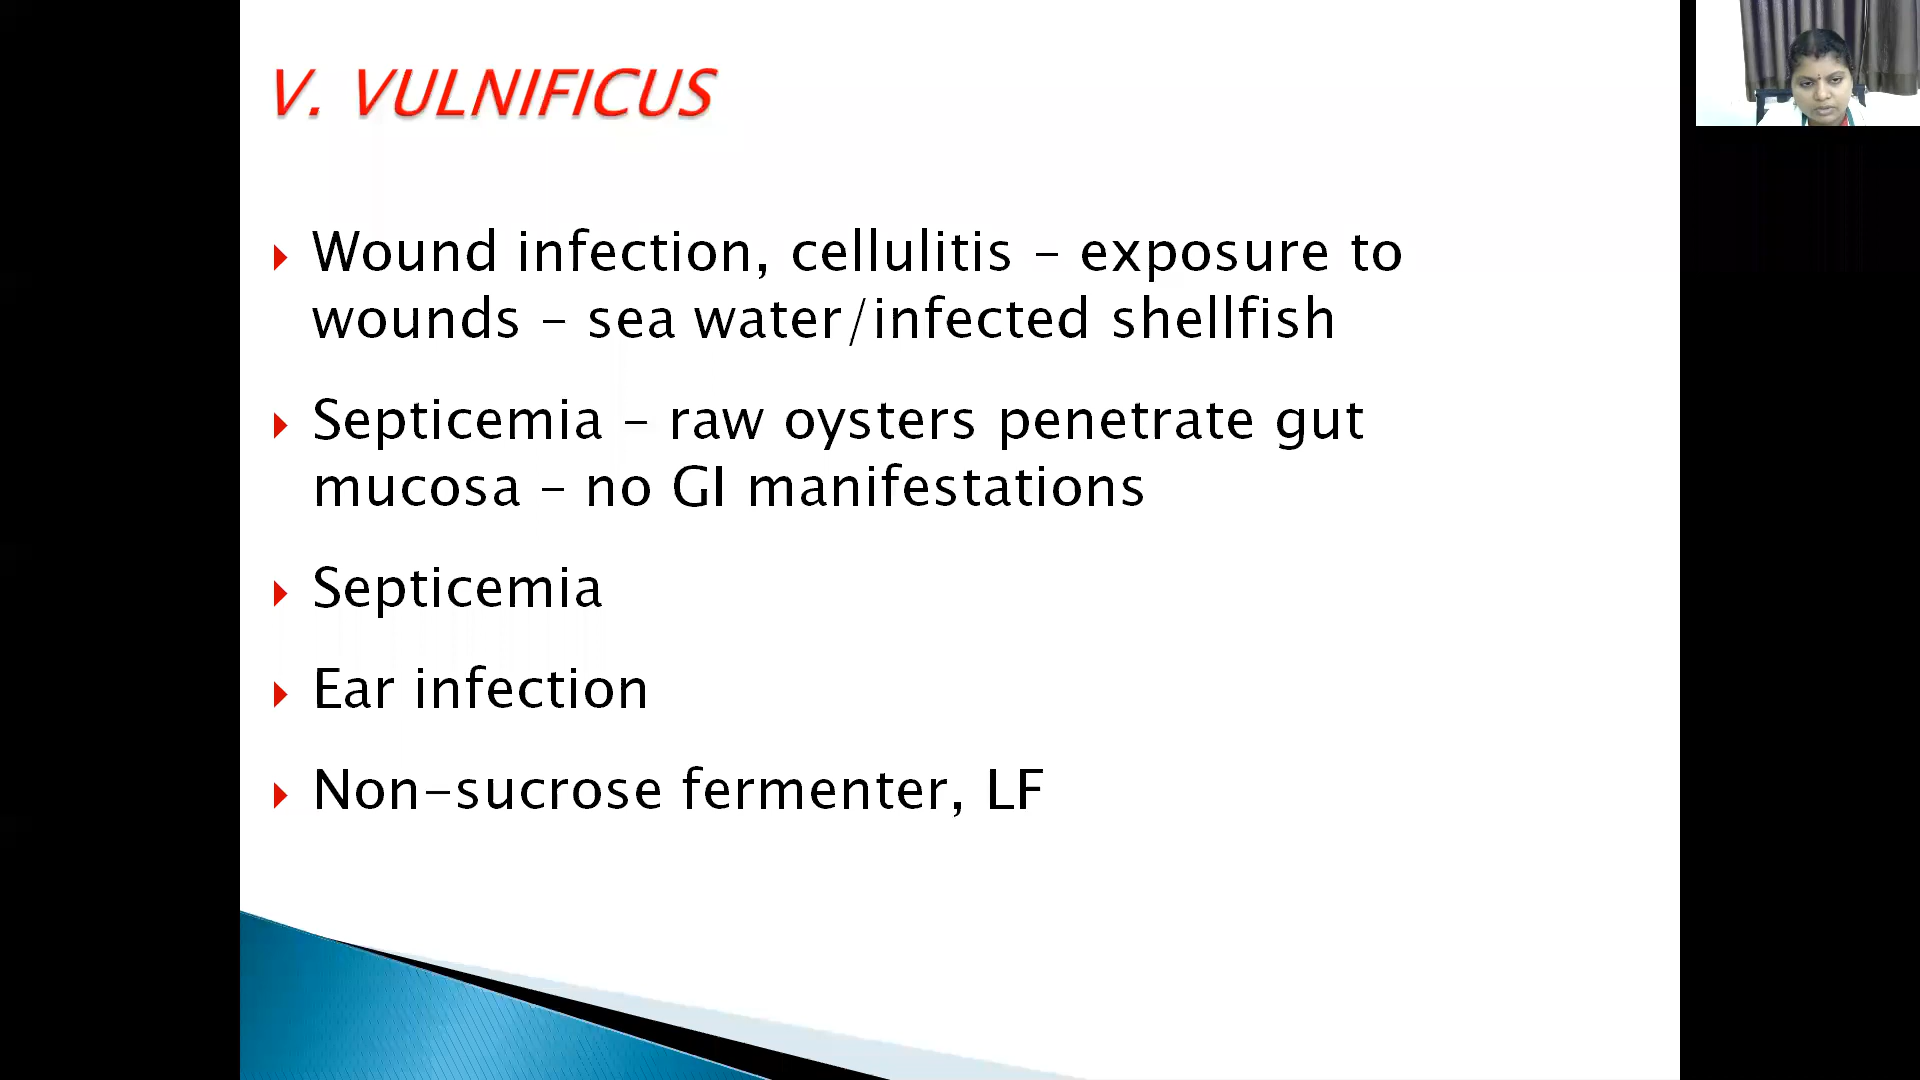 V. VULNIFICUS
Wound infection, cellulitis – exposure to
wounds – sea water/infected shellfish
Septicemia – raw oysters penetrate gut
mucosa – no GI manifestations
Septicemia
Ear infection
Non-sucrose fermenter, LF